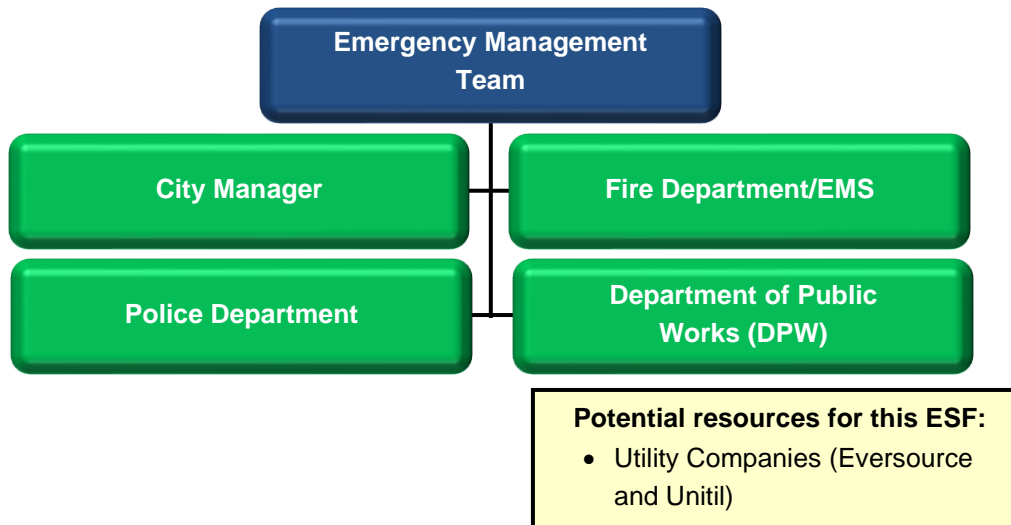 Emergency Management
Team
City Manager
Fire Department/EMS
Police Department
Department of Public
Works (DPW)
Potential resources for this ESF:
• Utility Companies (Eversource
and Unitil)